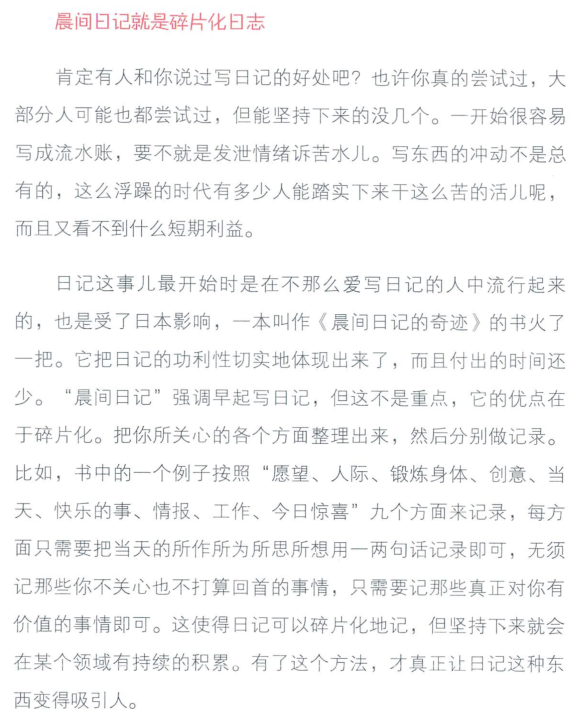 晨间日记就是碎片化日志
肯定有人和你说过写日记的好处吧？也许你真的尝试过，大
部分人可能也都尝试过，但能坚持下来的没几个。一开始很容易
写成流水账，要不就是发泄情绪诉苦水儿。写东西的冲动不是总
有的，这么浮躁的时代有多少人能踏实下来干这么苦的活儿呢，
而且又看不到什么短期利益。
日记这事儿最开始时是在不那么爱写日记的人中流行起来
的，也是受了日本影响，一本叫作《晨间日记的奇迹》的书火了
一把。它把日记的功利性切实地体现出来了，而且付出的时间还
少。“晨间日记”强调早起写日记，但这不是重点，它的优点在
于碎片化。把你所关心的各个方面整理出来，然后分别做记录。
比如，书中的一个例子按照“愿望、人际、锻炼身体、创意、当
天、快乐的事、情报、工作、今日惊喜”九个方面来记录，每方
面只需要把当天的所作所为所思所想用一两句话记录即可，无须
记那些你不关心也不打算回首的事情，只需要记那些真正对你有
价值的事情即可。这使得日记可以碎片化地记，但坚持下来就会
在某个领域有持续的积累。有了这个方法，才真正让日记这种东
西变得吸引人。